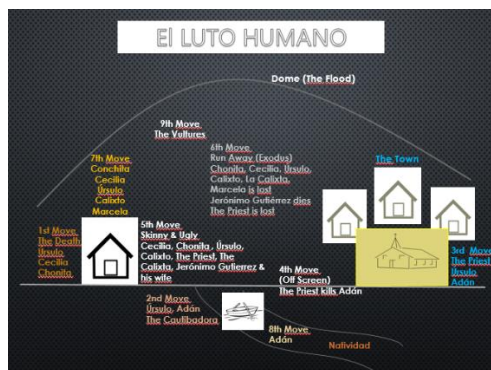 El LUTO HUMANO
Dome (The Flood)
9th Move
The Vultures
7th Move
Conchita
Cecilia
Úrsulo
Calixto
Marcela
6th Move
Run Away (Exodus)
Chonita, Cecilia, Úrsulo,
Calixto, La Calixta,
Marcela is lost
Jerónimo Gutiérrez dies
The Priest is lost
The Town
1st Move
The Death
Úrsulo
Cecilia
Chonita
5th Move
Skinny & Ugly
Cecilia, Chonita, Úrsulo,
Calixto, The Priest, The
Calixta, Jerónimo Gutierrez &
his wife
4th Move
(Off Screen)
The Priest kills Adán
3rd Move
The Priest
Úrsulo
Adán
2nd Move
Úrsulo, Adán
The Cautibadora
8th Move
Adán
Natividad